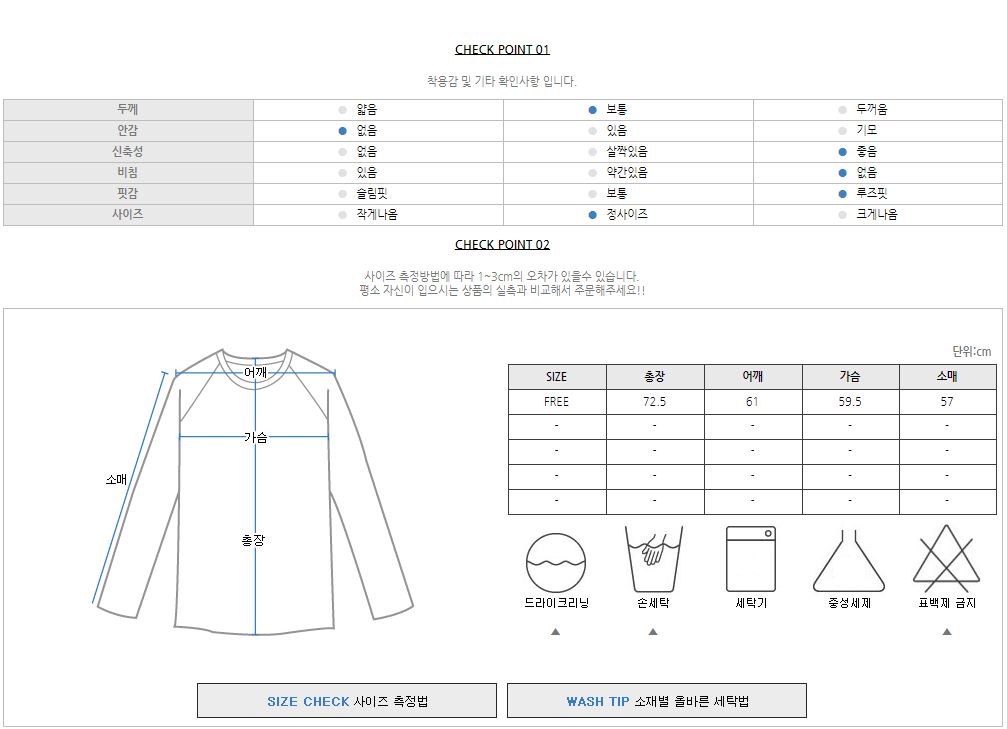 CHECK POINT 01
착용감 및 기타 확인사항 입니다.
두께 얇음 보통 두꺼움
안감 없음 있음 기모
신축성 없음 살짝있음 좋음
비침 있음 약간있음 없음
핏감 슬림핏 보통 루즈핏
사이즈 작게나옴 정사이즈 크게나옴
CHECK POINT 02
사이즈 측정방법에 따라 1~3cm의 오차가 있을수 있습니다.
평소 자신이 입으시는 상품의 실측과 비교해서 주문해주세요!!
어깨
가슴
소매
총장
단위:cm
SIZE 총장 어깨 가슴 소매
FREE 72.5 61 59.5 57
- - - - -
- - - - -
- - - - -
- - - - -
드라이크리닝 손세탁 세탁기 중성세제 표백제 금지
SIZE CHECK 사이즈 측정법
WASH TIP 소재별 올바른 세탁법